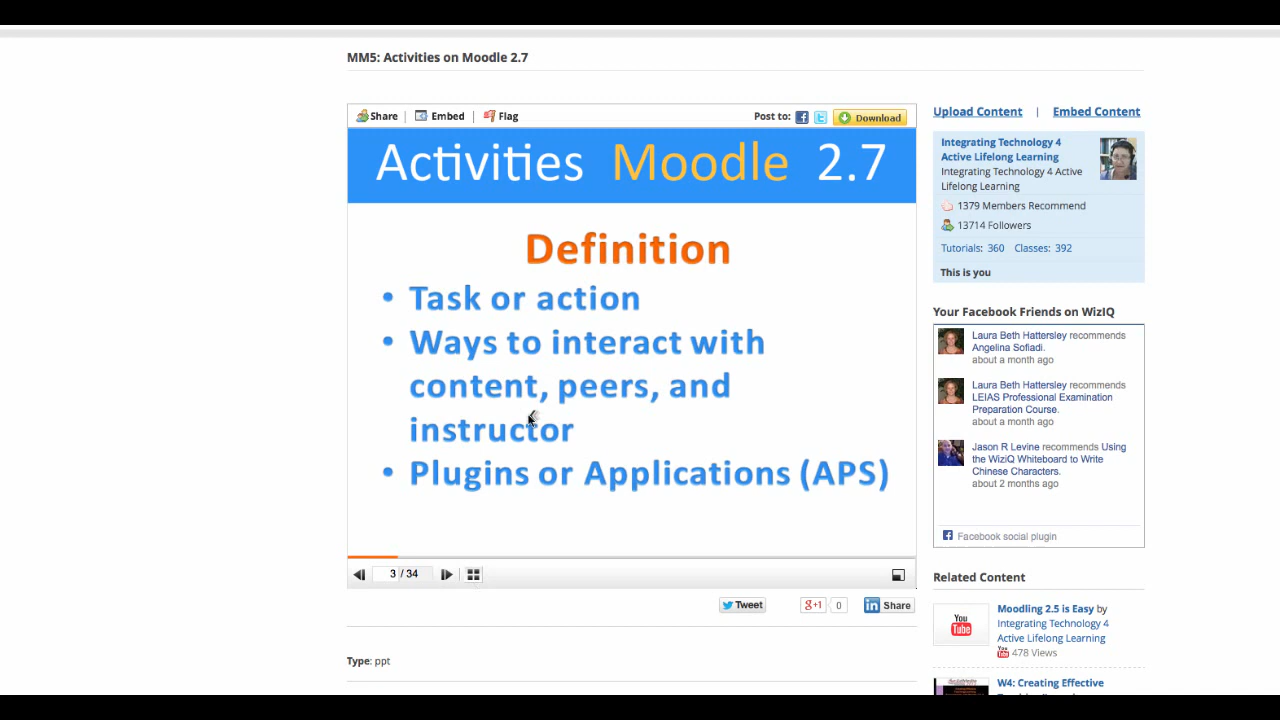 MM5: Activities on Moodle 2.7
Share | Embed | Flag
Post to: Download
Activities Moodle 2.7
Definition
• Task or action
• Ways to interact with
content, peers, and
instructor
• Plugins or Applications (APS)
3 / 34
Tweet
g+1 0
in Share
Type: ppt
Upload Content | Embed Content
Integrating Technology 4
Active Lifelong Learning
Integrating Technology 4 Active
Lifelong Learning
1379 Members Recommend
13714 Followers
Tutorials: 360 Classes: 392
This is you
Your Facebook Friends on WizIQ
Laura Beth Hattersley recommends
Angelina Sofiadi.
about a month ago
Laura Beth Hattersley recommends
LEIAS Professional Examination
Preparation Course.
about a month ago
Jason R Levine recommends Using
the WizIQ Whiteboard to Write
Chinese Characters.
about 2 months ago
Facebook social plugin
Related Content
You
Tube
Moodling 2.5 is Easy by
Integrating Technology 4
Active Lifelong Learning
478 Views
W4: Creating Effective